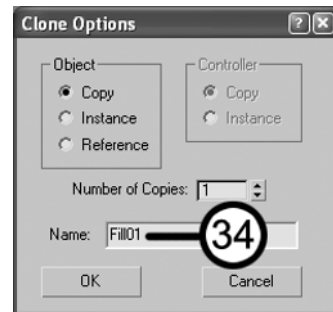 Clone Options
Object
Controller
Copy
Copy
Instance
Instance
Reference
Number of Copies: 1
Name: Fill01
34
OK
Cancel